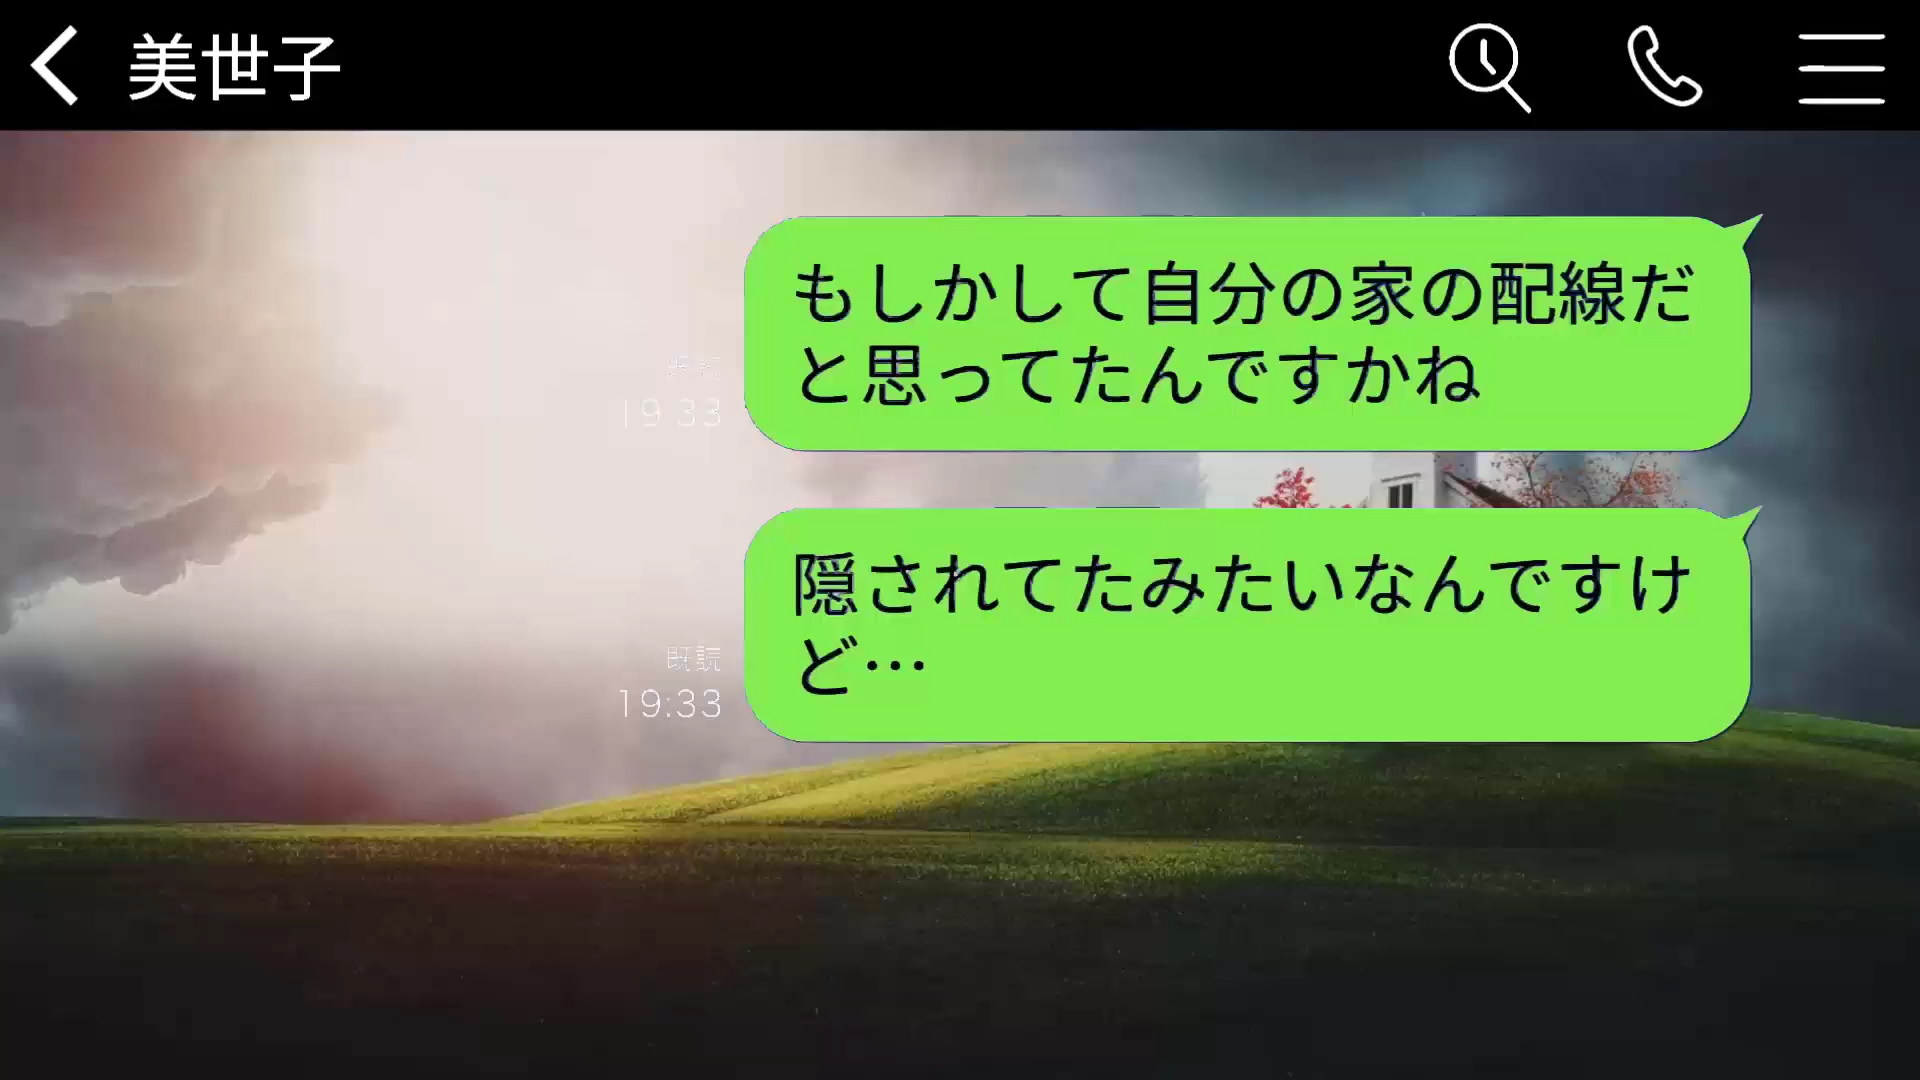 美世子
もしかして自分の家の配線だ
と思ってたんですかね
既読
19:33
隠されてたみたいなんですけ
ど…
既読
19:33